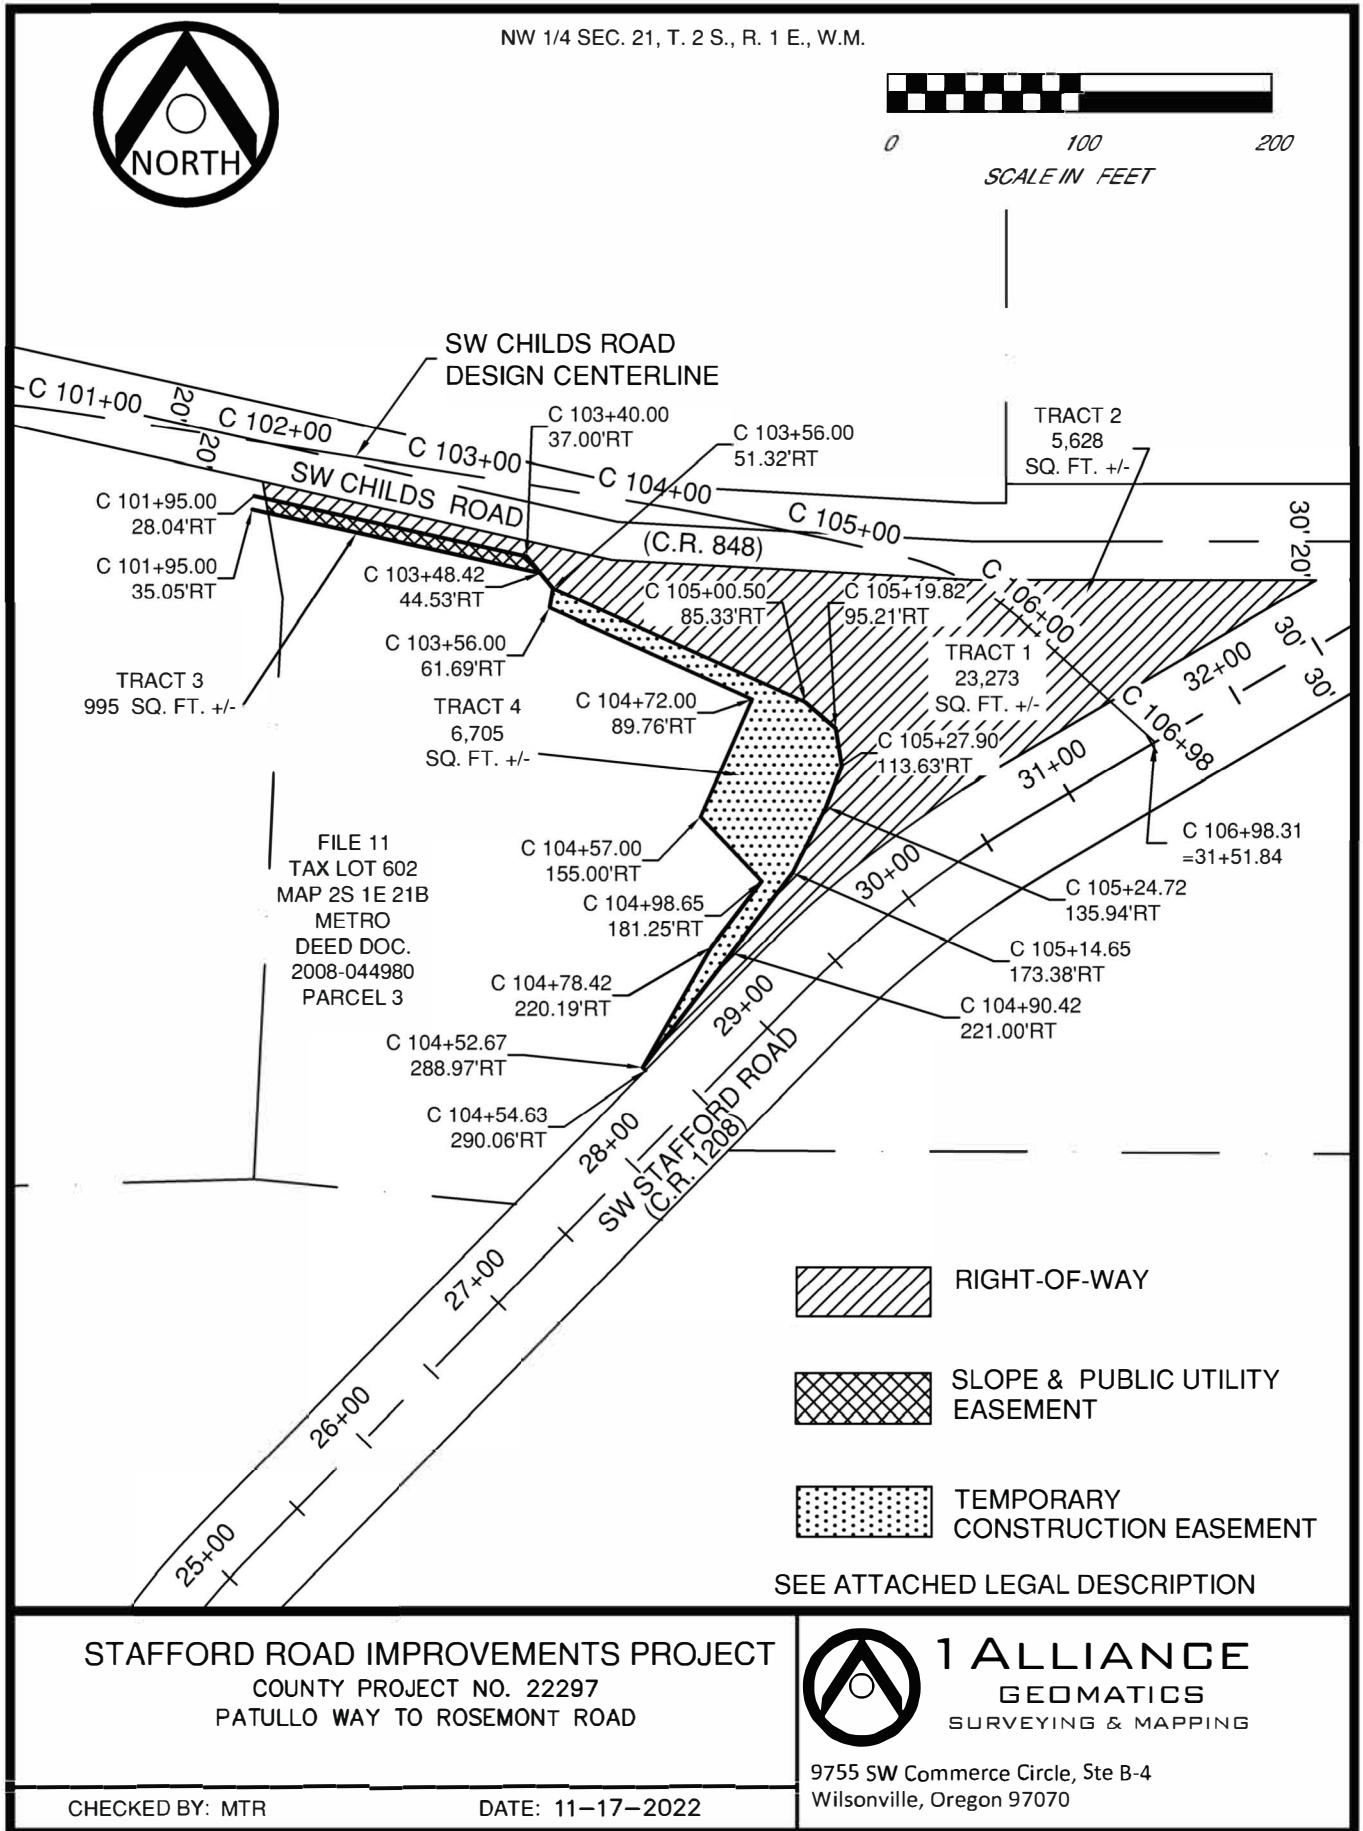 NW 1/4 SEC. 21, T. 2 S., R. 1 E., W.M.
NORTH
0 100 200
SCALE IN FEET
SW CHILDS ROAD
DESIGN CENTERLINE
C 101+00
20'
20'
C 102+00
C 103+00
C 104+00
C 105+00
C 106+00
C 106+98
SW CHILDS ROAD
(C.R. 848)
C 103+40.00
37.00'RT
C 103+56.00
51.32'RT
TRACT 2
5,628
SQ. FT. +/-
30' 20'
C 101+95.00
28.04'RT
C 101+95.00
35.05'RT
C 103+48.42
44.53'RT
C 105+00.50
85.33'RT
C 105+19.82
95.21'RT
C 103+56.00
61.69'RT
TRACT 1
23,273
SQ. FT. +/-
30'
30'
TRACT 3
995 SQ. FT. +/-
TRACT 4
6,705
SQ. FT. +/-
C 104+72.00
89.76'RT
C 105+27.90
113.63'RT
32+00
31+00
30+00
29+00
28+00
27+00
26+00
25+00
C 106+98.31
=31+51.84
FILE 11
TAX LOT 602
MAP 2S 1E 21B
METRO
DEED DOC.
2008-044980
PARCEL 3
C 104+57.00
155.00'RT
C 104+98.65
181.25'RT
C 105+24.72
135.94'RT
C 105+14.65
173.38'RT
C 104+78.42
220.19'RT
C 104+90.42
221.00'RT
C 104+52.67
288.97'RT
C 104+54.63
290.06'RT
SW STAFFORD ROAD
(C.R. 1208)
RIGHT-OF-WAY
SLOPE & PUBLIC UTILITY
EASEMENT
TEMPORARY
CONSTRUCTION EASEMENT
SEE ATTACHED LEGAL DESCRIPTION
STAFFORD ROAD IMPROVEMENTS PROJECT
COUNTY PROJECT NO. 22297
PATULLO WAY TO ROSEMONT ROAD
CHECKED BY: MTR DATE: 11-17-2022
1 ALLIANCE
GEOMATICS
SURVEYING & MAPPING
9755 SW Commerce Circle, Ste B-4
Wilsonville, Oregon 97070